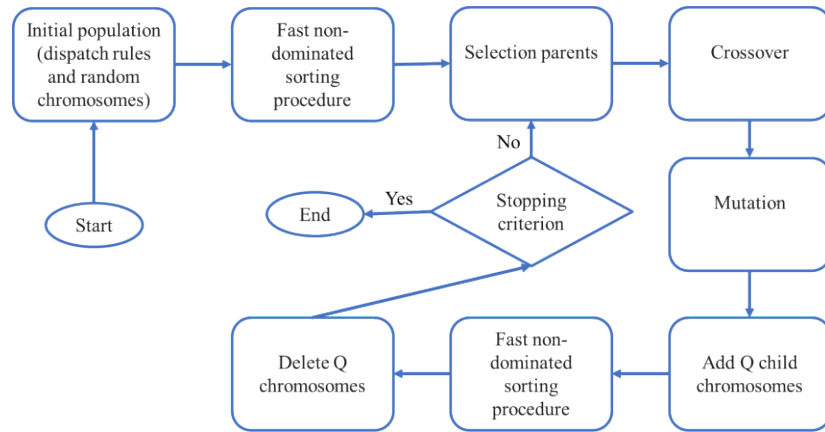 Initial population
(dispatch rules
and random
chromosomes)
Fast non-
dominated
sorting
procedure
Selection parents
Crossover
No
Mutation
Start
End
Yes
Stopping
criterion
Delete Q
chromosomes
Fast non-
dominated
sorting
procedure
Add Q child
chromosomes